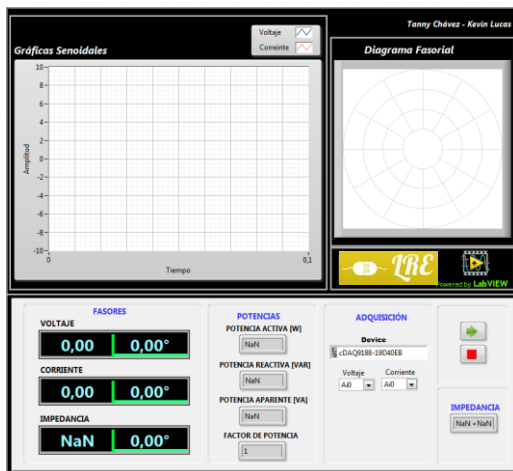 Tanny Chávez - Kevin Lucas
Voltaje
Correinte
Gráficas Senoidales
Diagrama Fasorial
Amplitud
10
8
6
4
2
0
-2
-4
-6
-8
-10
0
0,1
Tiempo
LRE
Powered by LabVIEW
FASORES
VOLTAJE
0,00 0,00°
CORRIENTE
0,00 0,00°
IMPEDANCIA
NaN 0,00°
POTENCIAS
POTENCIA ACTIVA [W]
NaN
POTENCIA REACTIVA [VAR]
NaN
POTENCIA APARENTE [VA]
NaN
FACTOR DE POTENCIA
1
ADQUISICIÓN
Device
cDAQ9188-19D40EB
Voltaje Corriente
Ai0 Ai0
IMPEDANCIA
NaN +NaN